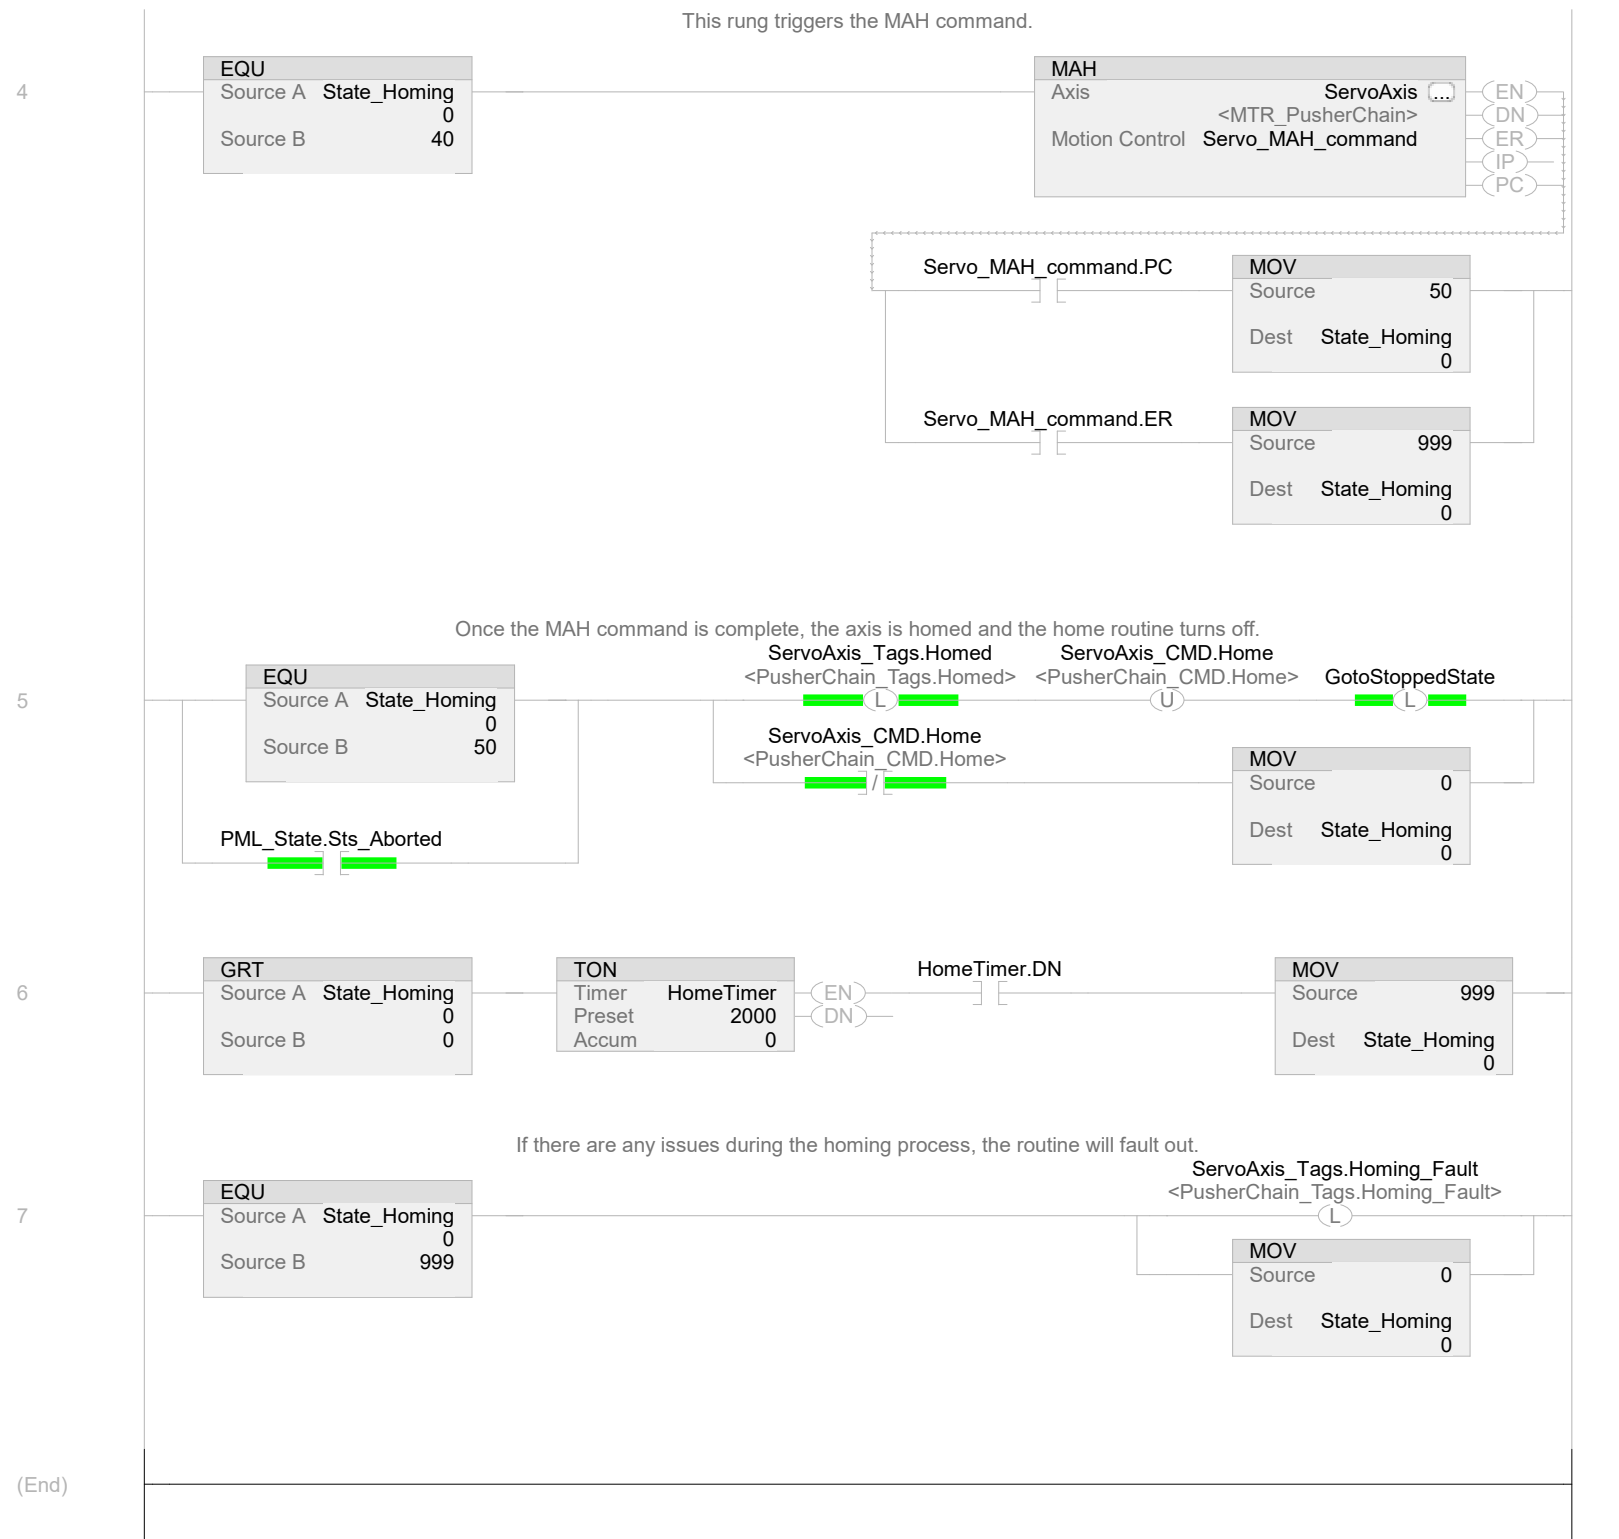 This rung triggers the MAH command.
4
EQU
Source A State_Homing
0
Source B 40
MAH
Axis ServoAxis ...
<MTR_PusherChain>
Motion Control Servo_MAH_command
EN
DN
ER
IP
PC
Servo_MAH_command.PC
MOV
Source 50
Dest State_Homing
0
Servo_MAH_command.ER
MOV
Source 999
Dest State_Homing
0
Once the MAH command is complete, the axis is homed and the home routine turns off.
5
EQU
Source A State_Homing
0
Source B 50
PML_State.Sts_Aborted
ServoAxis_Tags.Homed
<PusherChain_Tags.Homed>
L
ServoAxis_CMD.Home
<PusherChain_CMD.Home>
U
GotoStoppedState
L
ServoAxis_CMD.Home
<PusherChain_CMD.Home>
/
MOV
Source 0
Dest State_Homing
0
6
GRT
Source A State_Homing
0
Source B 0
TON
Timer HomeTimer
Preset 2000
Accum 0
EN
DN
HomeTimer.DN
MOV
Source 999
Dest State_Homing
0
If there are any issues during the homing process, the routine will fault out.
7
EQU
Source A State_Homing
0
Source B 999
ServoAxis_Tags.Homing_Fault
<PusherChain_Tags.Homing_Fault>
L
MOV
Source 0
Dest State_Homing
0
(End)